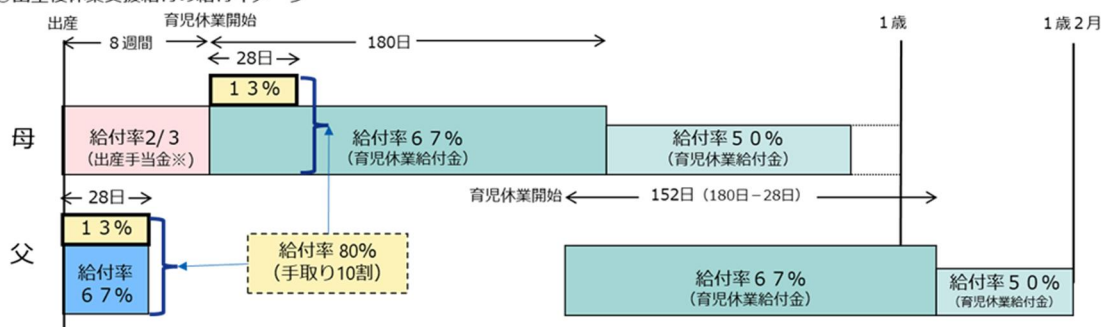 出産
育児休業開始
1歳
1歳2月
8週間
180日
28日
13%
母
給付率2/3
(出産手当金※)
給付率67%
(育児休業給付金)
給付率50%
(育児休業給付金)
28日
育児休業開始
152日(180日-28日)
13%
父
給付率
67%
給付率 80%
(手取り10割)
給付率67%
(育児休業給付金)
給付率50%
(育児休業給付金)